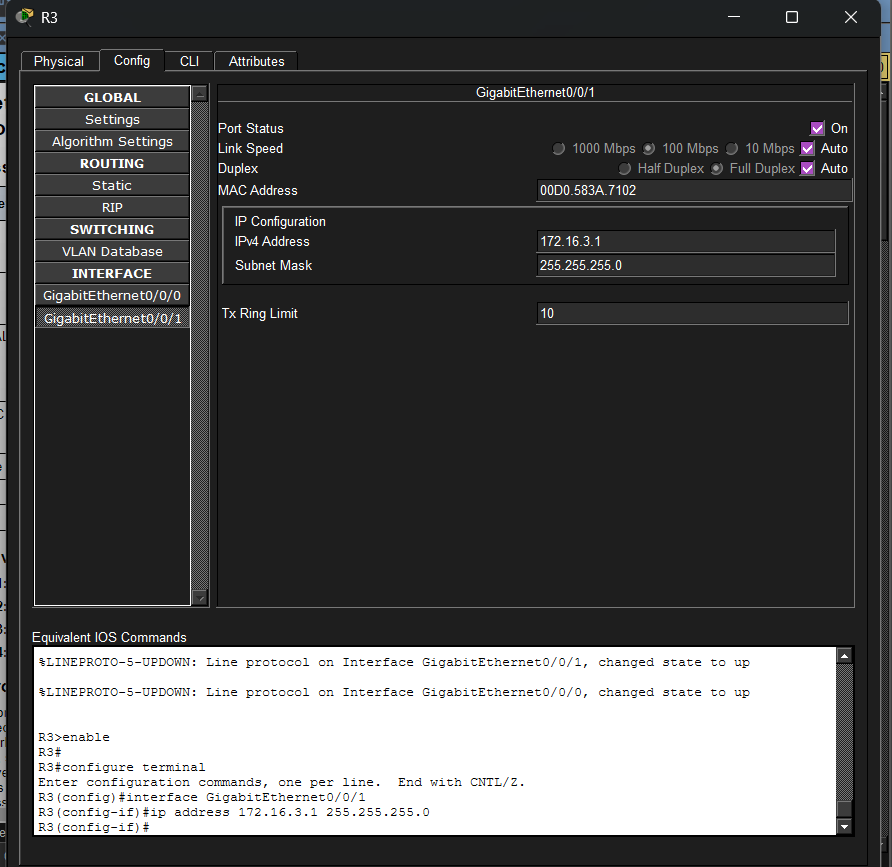 R3
Physical Config CLI Attributes
GLOBAL
Settings
Algorithm Settings
ROUTING
Static
RIP
SWITCHING
VLAN Database
INTERFACE
GigabitEthernet0/0/0
GigabitEthernet0/0/1
GigabitEthernet0/0/1
Port Status On
Link Speed 1000 Mbps 100 Mbps 10 Mbps Auto
Duplex Half Duplex Full Duplex Auto
MAC Address 00D0.583A.7102
IP Configuration
IPv4 Address 172.16.3.1
Subnet Mask 255.255.255.0
Tx Ring Limit 10
Equivalent IOS Commands
%LINEPROTO-5-UPDOWN: Line protocol on Interface GigabitEthernet0/0/1, changed state to up
%LINEPROTO-5-UPDOWN: Line protocol on Interface GigabitEthernet0/0/0, changed state to up
R3>enable
R3#
R3#configure terminal
Enter configuration commands, one per line.  End with CNTL/Z.
R3(config)#interface GigabitEthernet0/0/1
R3(config-if)#ip address 172.16.3.1 255.255.255.0
R3(config-if)#